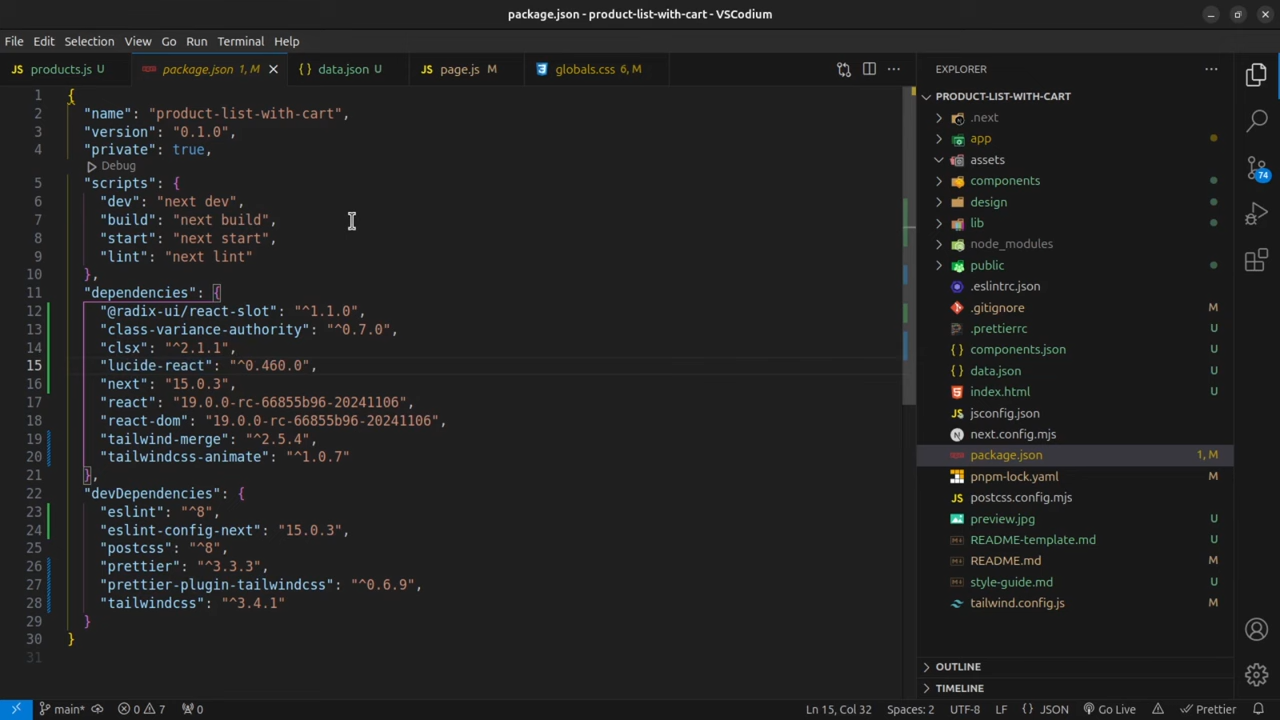 package.json - product-list-with-cart - VSCodium
File Edit Selection View Go Run Terminal Help
JS products.js U
package.json 1, M
{} data.json U
JS page.js M
globals.css 6, M
1 {
2 "name": "product-list-with-cart",
3 "version": "0.1.0",
4 "private": true,
Debug
5 "scripts": {
6 "dev": "next dev",
7 "build": "next build",
8 "start": "next start",
9 "lint": "next lint"
10 },
11 "dependencies": {
12 "@radix-ui/react-slot": "^1.1.0",
13 "class-variance-authority": "^0.7.0",
14 "clsx": "^2.1.1",
15 "lucide-react": "^0.460.0",
16 "next": "15.0.3",
17 "react": "19.0.0-rc-66855b96-20241106",
18 "react-dom": "19.0.0-rc-66855b96-20241106",
19 "tailwind-merge": "^2.5.4",
20 "tailwindcss-animate": "^1.0.7"
21 },
22 "devDependencies": {
23 "eslint": "^8",
24 "eslint-config-next": "15.0.3",
25 "postcss": "^8",
26 "prettier": "^3.3.3",
27 "prettier-plugin-tailwindcss": "^0.6.9",
28 "tailwindcss": "^3.4.1"
29 }
30 }
31
EXPLORER
PRODUCT-LIST-WITH-CART
.next
app
assets
components
design
lib
node_modules
public
.eslintrc.json
.gitignore M
.prettierrc U
{} components.json U
{} data.json U
index.html U
JS jsconfig.json
next.config.mjs
package.json 1, M
pnpm-lock.yaml M
JS postcss.config.mjs
preview.jpg U
README-template.md U
README.md M
style-guide.md U
tailwind.config.js M
OUTLINE
TIMELINE
74
main* 0 7 0
Ln 15, Col 32 Spaces: 2 UTF-8 LF {} JSON Go Live Prettier